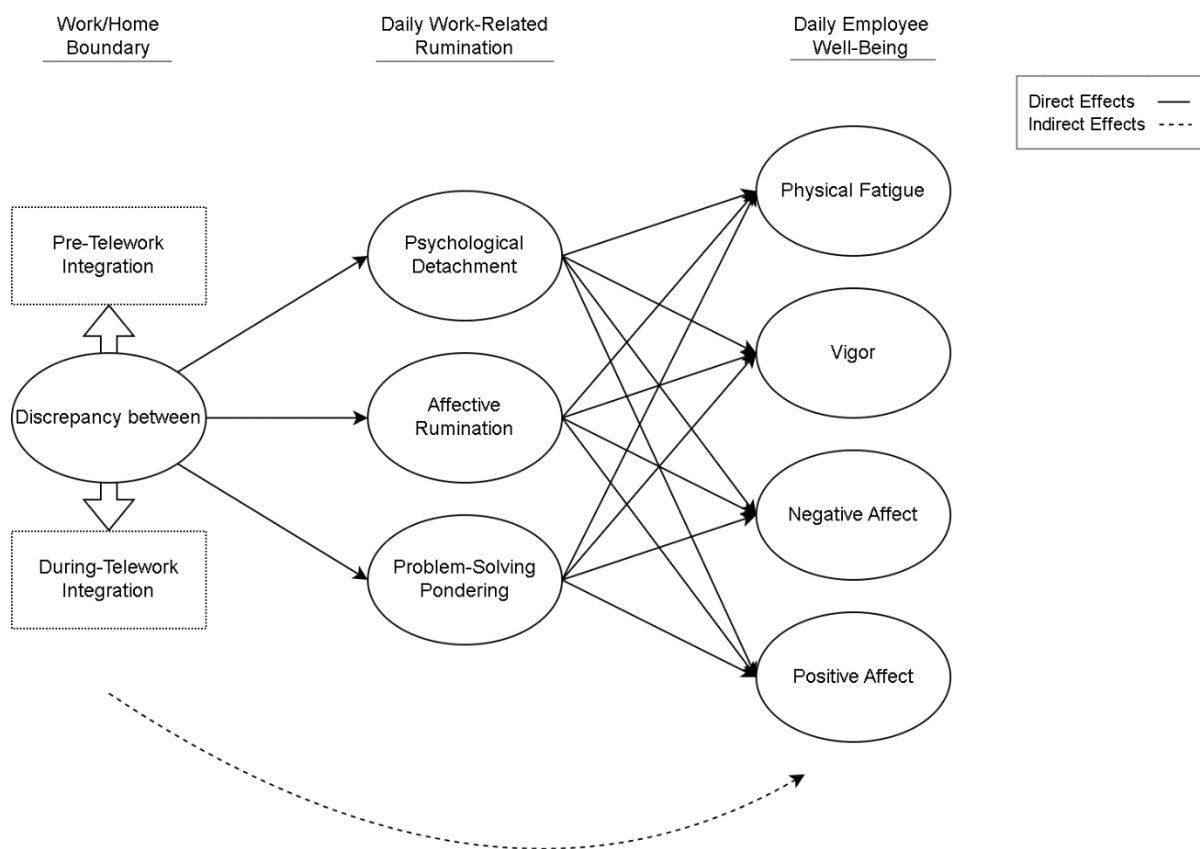 Work/Home
Boundary
Daily Work-Related
Rumination
Daily Employee
Well-Being
Direct Effects
Indirect Effects
Pre-Telework
Integration
Discrepancy between
During-Telework
Integration
Psychological
Detachment
Affective
Rumination
Problem-Solving
Pondering
Physical Fatigue
Vigor
Negative Affect
Positive Affect